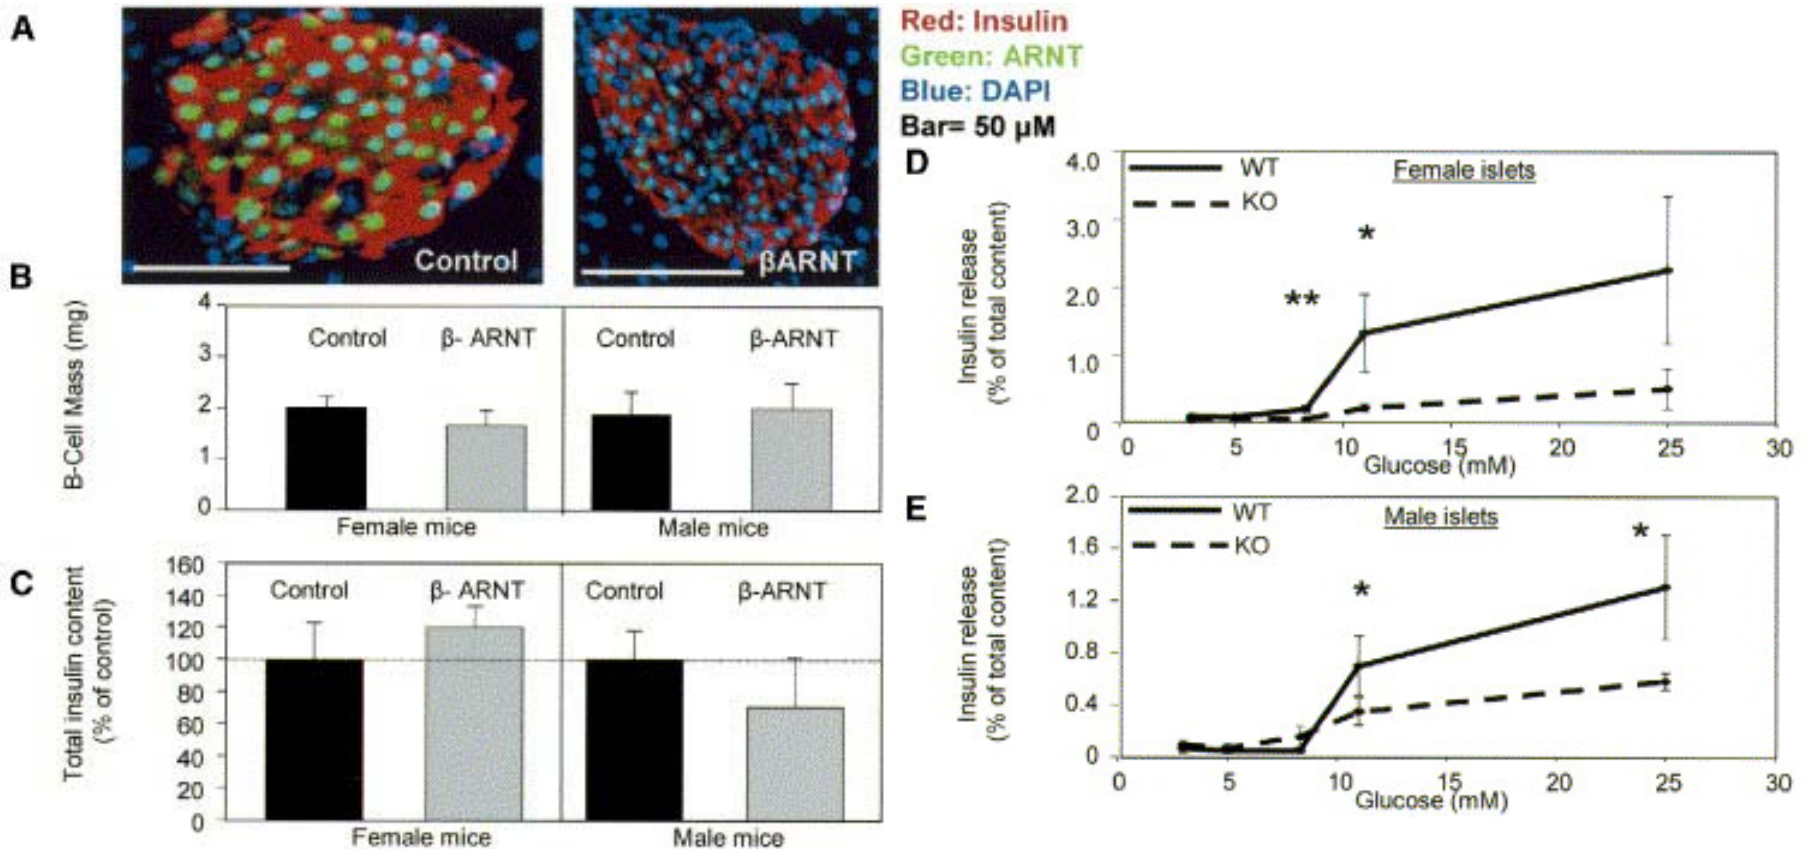 A
Control
βARNT
Red: Insulin
Green: ARNT
Blue: DAPI
Bar= 50 µM
B
B-Cell Mass (mg)
4
3
2
1
0
Control
β- ARNT
Control
β-ARNT
Female mice
Male mice
C
Total insulin content
(% of control)
160
140
120
100
80
60
40
20
0
Control
β- ARNT
Control
β-ARNT
Female mice
Male mice
D
Insulin release
(% of total content)
4.0
3.0
2.0
1.0
0
WT
KO
Female islets
**
*
0 5 10 15 20 25 30
Glucose (mM)
E
Insulin release
(% of total content)
2.0
1.6
1.2
0.8
0.4
0
WT
KO
Male islets
*
*
0 5 10 15 20 25 30
Glucose (mM)